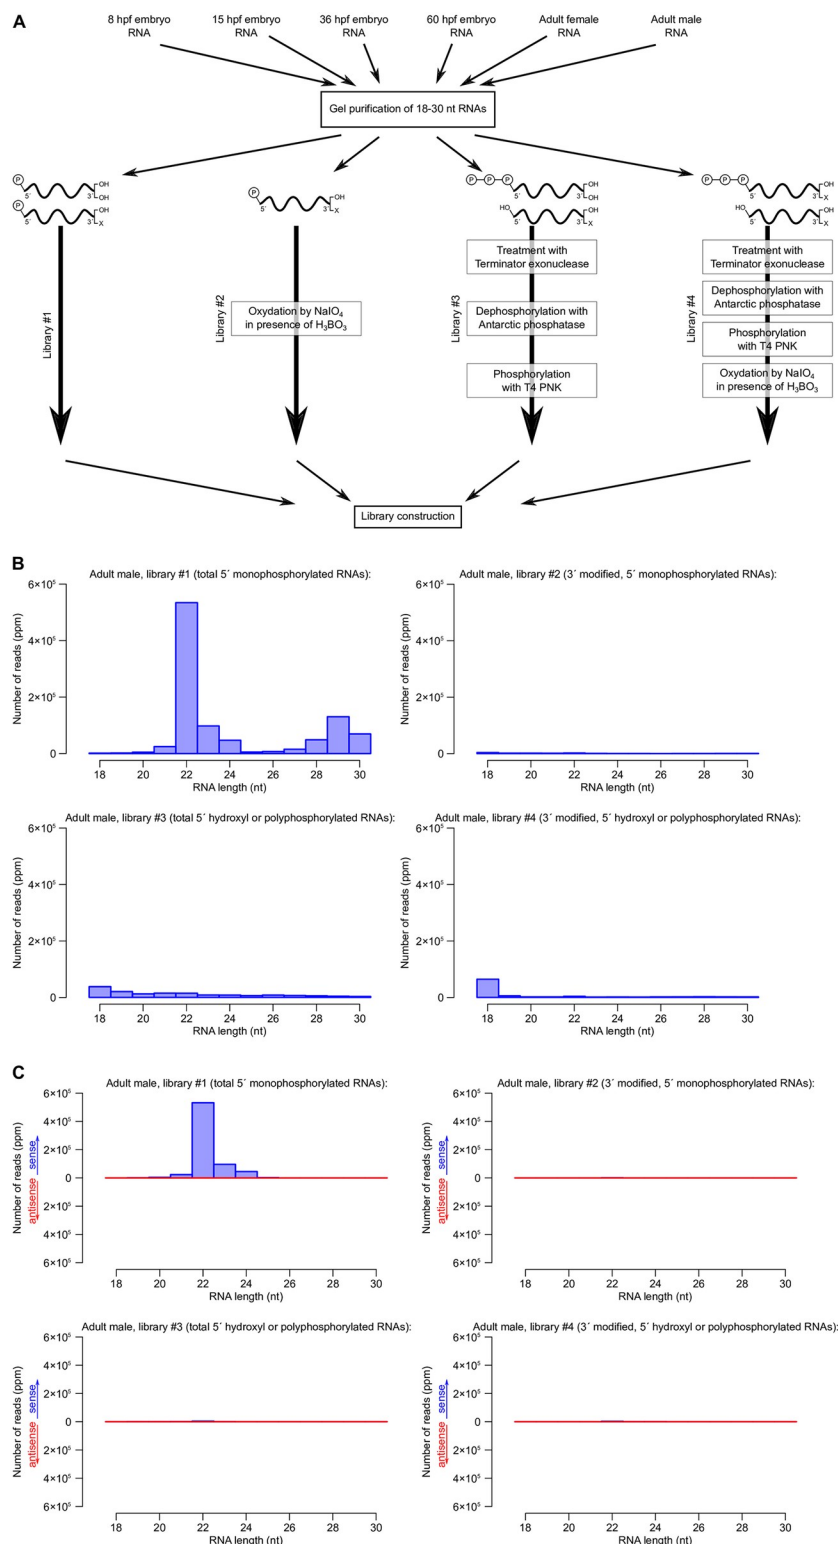 A
8 hpf embryo
RNA
15 hpf embryo
RNA
36 hpf embryo
RNA
60 hpf embryo
RNA
Adult female
RNA
Adult male
RNA
Gel purification of 18-30 nt RNAs
P
5´ 3´ OH
OH
P
5´ 3´ OH
X
P
5´ 3´ OH
X
P P P
5´ 3´ OH
OH
HO
5´ 3´ OH
X
P P P
5´ 3´ OH
OH
HO
5´ 3´ OH
X
Library #1
Library #2
Oxydation by NaIO4
in presence of H3BO3
Library #3
Treatment with
Terminator exonuclease
Dephosphorylation with
Antarctic phosphatase
Phosphorylation
with T4 PNK
Library #4
Treatment with
Terminator exonuclease
Dephosphorylation with
Antarctic phosphatase
Phosphorylation
with T4 PNK
Oxydation by NaIO4
in presence of H3BO3
Library construction
B
Adult male, library #1 (total 5´ monophosphorylated RNAs):
Number of reads (ppm)
6×10⁵
4×10⁵
2×10⁵
0
18 20 22 24 26 28 30
RNA length (nt)
Adult male, library #2 (3´ modified, 5´ monophosphorylated RNAs):
Number of reads (ppm)
6×10⁵
4×10⁵
2×10⁵
0
18 20 22 24 26 28 30
RNA length (nt)
Adult male, library #3 (total 5´ hydroxyl or polyphosphorylated RNAs):
Number of reads (ppm)
6×10⁵
4×10⁵
2×10⁵
0
18 20 22 24 26 28 30
RNA length (nt)
Adult male, library #4 (3´ modified, 5´ hydroxyl or polyphosphorylated RNAs):
Number of reads (ppm)
6×10⁵
4×10⁵
2×10⁵
0
18 20 22 24 26 28 30
RNA length (nt)
C
Adult male, library #1 (total 5´ monophosphorylated RNAs):
Number of reads (ppm)
antisense sense
6×10⁵
4×10⁵
2×10⁵
0
2×10⁵
4×10⁵
6×10⁵
18 20 22 24 26 28 30
RNA length (nt)
Adult male, library #2 (3´ modified, 5´ monophosphorylated RNAs):
Number of reads (ppm)
antisense sense
6×10⁵
4×10⁵
2×10⁵
0
2×10⁵
4×10⁵
6×10⁵
18 20 22 24 26 28 30
RNA length (nt)
Adult male, library #3 (total 5´ hydroxyl or polyphosphorylated RNAs):
Number of reads (ppm)
antisense sense
6×10⁵
4×10⁵
2×10⁵
0
2×10⁵
4×10⁵
6×10⁵
18 20 22 24 26 28 30
RNA length (nt)
Adult male, library #4 (3´ modified, 5´ hydroxyl or polyphosphorylated RNAs):
Number of reads (ppm)
antisense sense
6×10⁵
4×10⁵
2×10⁵
0
2×10⁵
4×10⁵
6×10⁵
18 20 22 24 26 28 30
RNA length (nt)